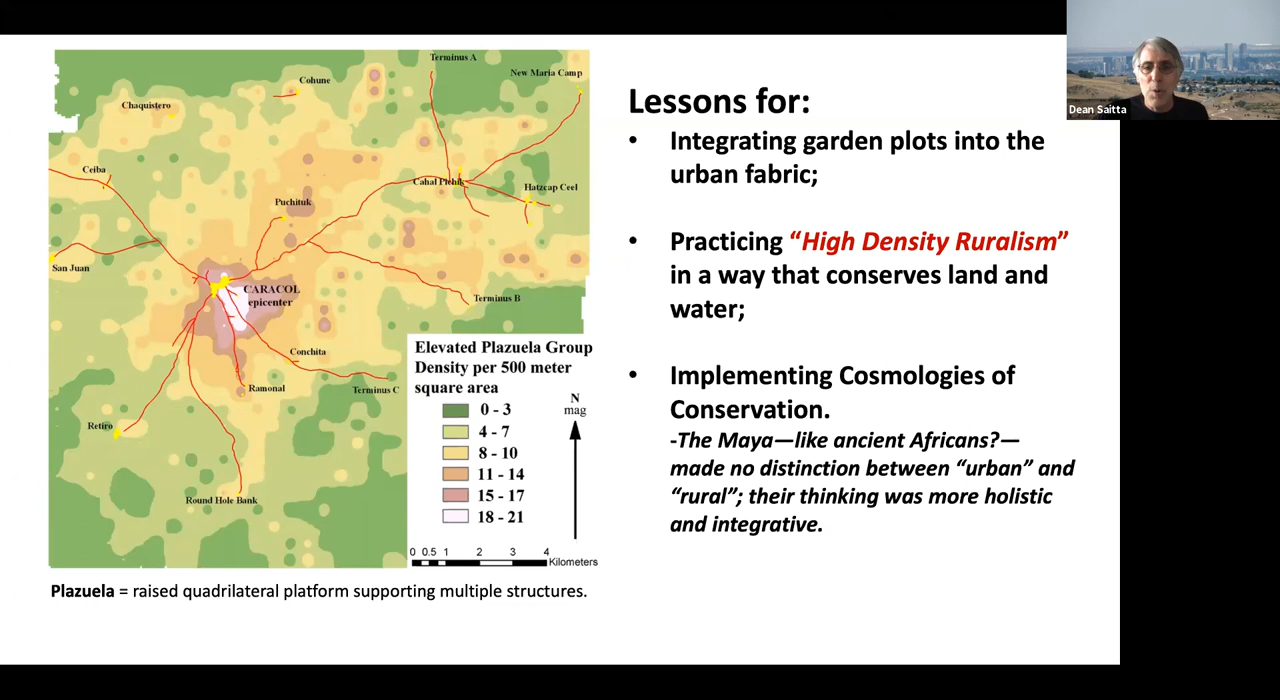 Terminus A
New Maria Camp
Cohune
Chaquistero
Ceiba
Cahal Pichik
Hatzcap Ceel
Puchituk
San Juan
CARACOL
epicenter
Terminus B
Conchita
Ramonal
Terminus C
Retiro
Round Hole Bank
Elevated Plazuela Group
Density per 500 meter
square area
0 - 3
4 - 7
8 - 10
11 - 14
15 - 17
18 - 21
N
mag
0 0.5 1 2 3 4
Kilometers
Plazuela = raised quadrilateral platform supporting multiple structures.
Lessons for:
• Integrating garden plots into the
urban fabric;
• Practicing “High Density Ruralism”
in a way that conserves land and
water;
• Implementing Cosmologies of
Conservation.
-The Maya—like ancient Africans?—
made no distinction between “urban” and
“rural”; their thinking was more holistic
and integrative.
Dean Saitta